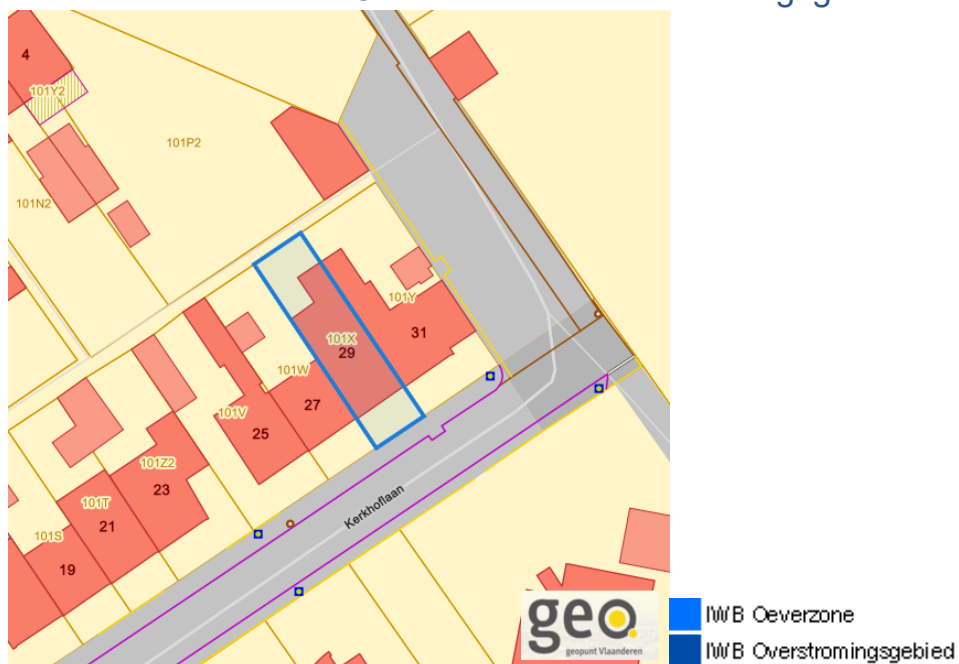 4
101Y2
101P2
101N2
101Y
31
101X
29
101W
27
101V
25
101Z2
23
101T
21
101S
19
Kerkhoflaan
geo.
geopunt Vlaanderen
IWB Oeverzone
IWB Overstromingsgebied